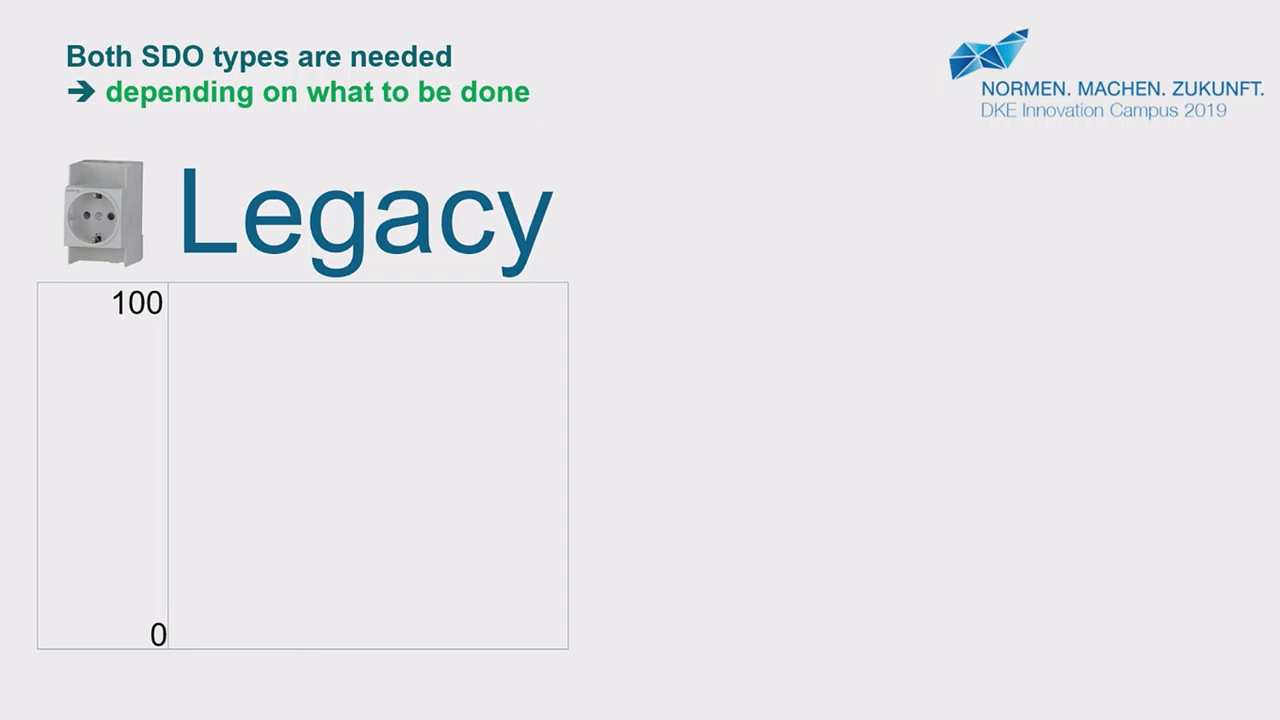 Both SDO types are needed
➔ depending on what to be done
NORMEN. MACHEN. ZUKUNFT.
DKE Innovation Campus 2019
Legacy
100
0